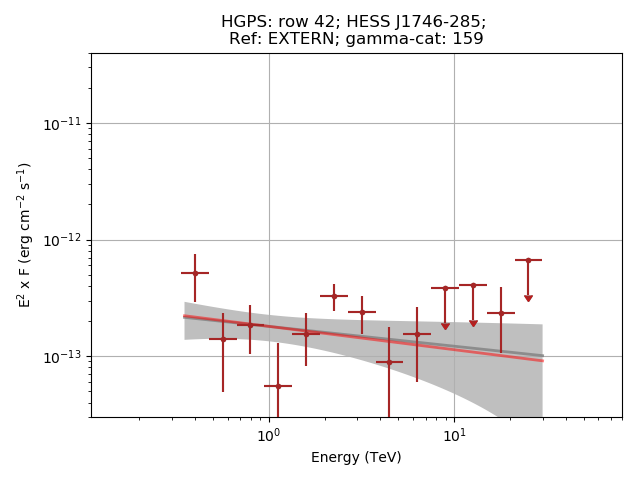 HGPS: row 42; HESS J1746-285;
Ref: EXTERN; gamma-cat: 159
E² x F (erg cm⁻² s⁻¹)
10⁻¹¹
10⁻¹²
10⁻¹³
10⁰
10¹
Energy (TeV)